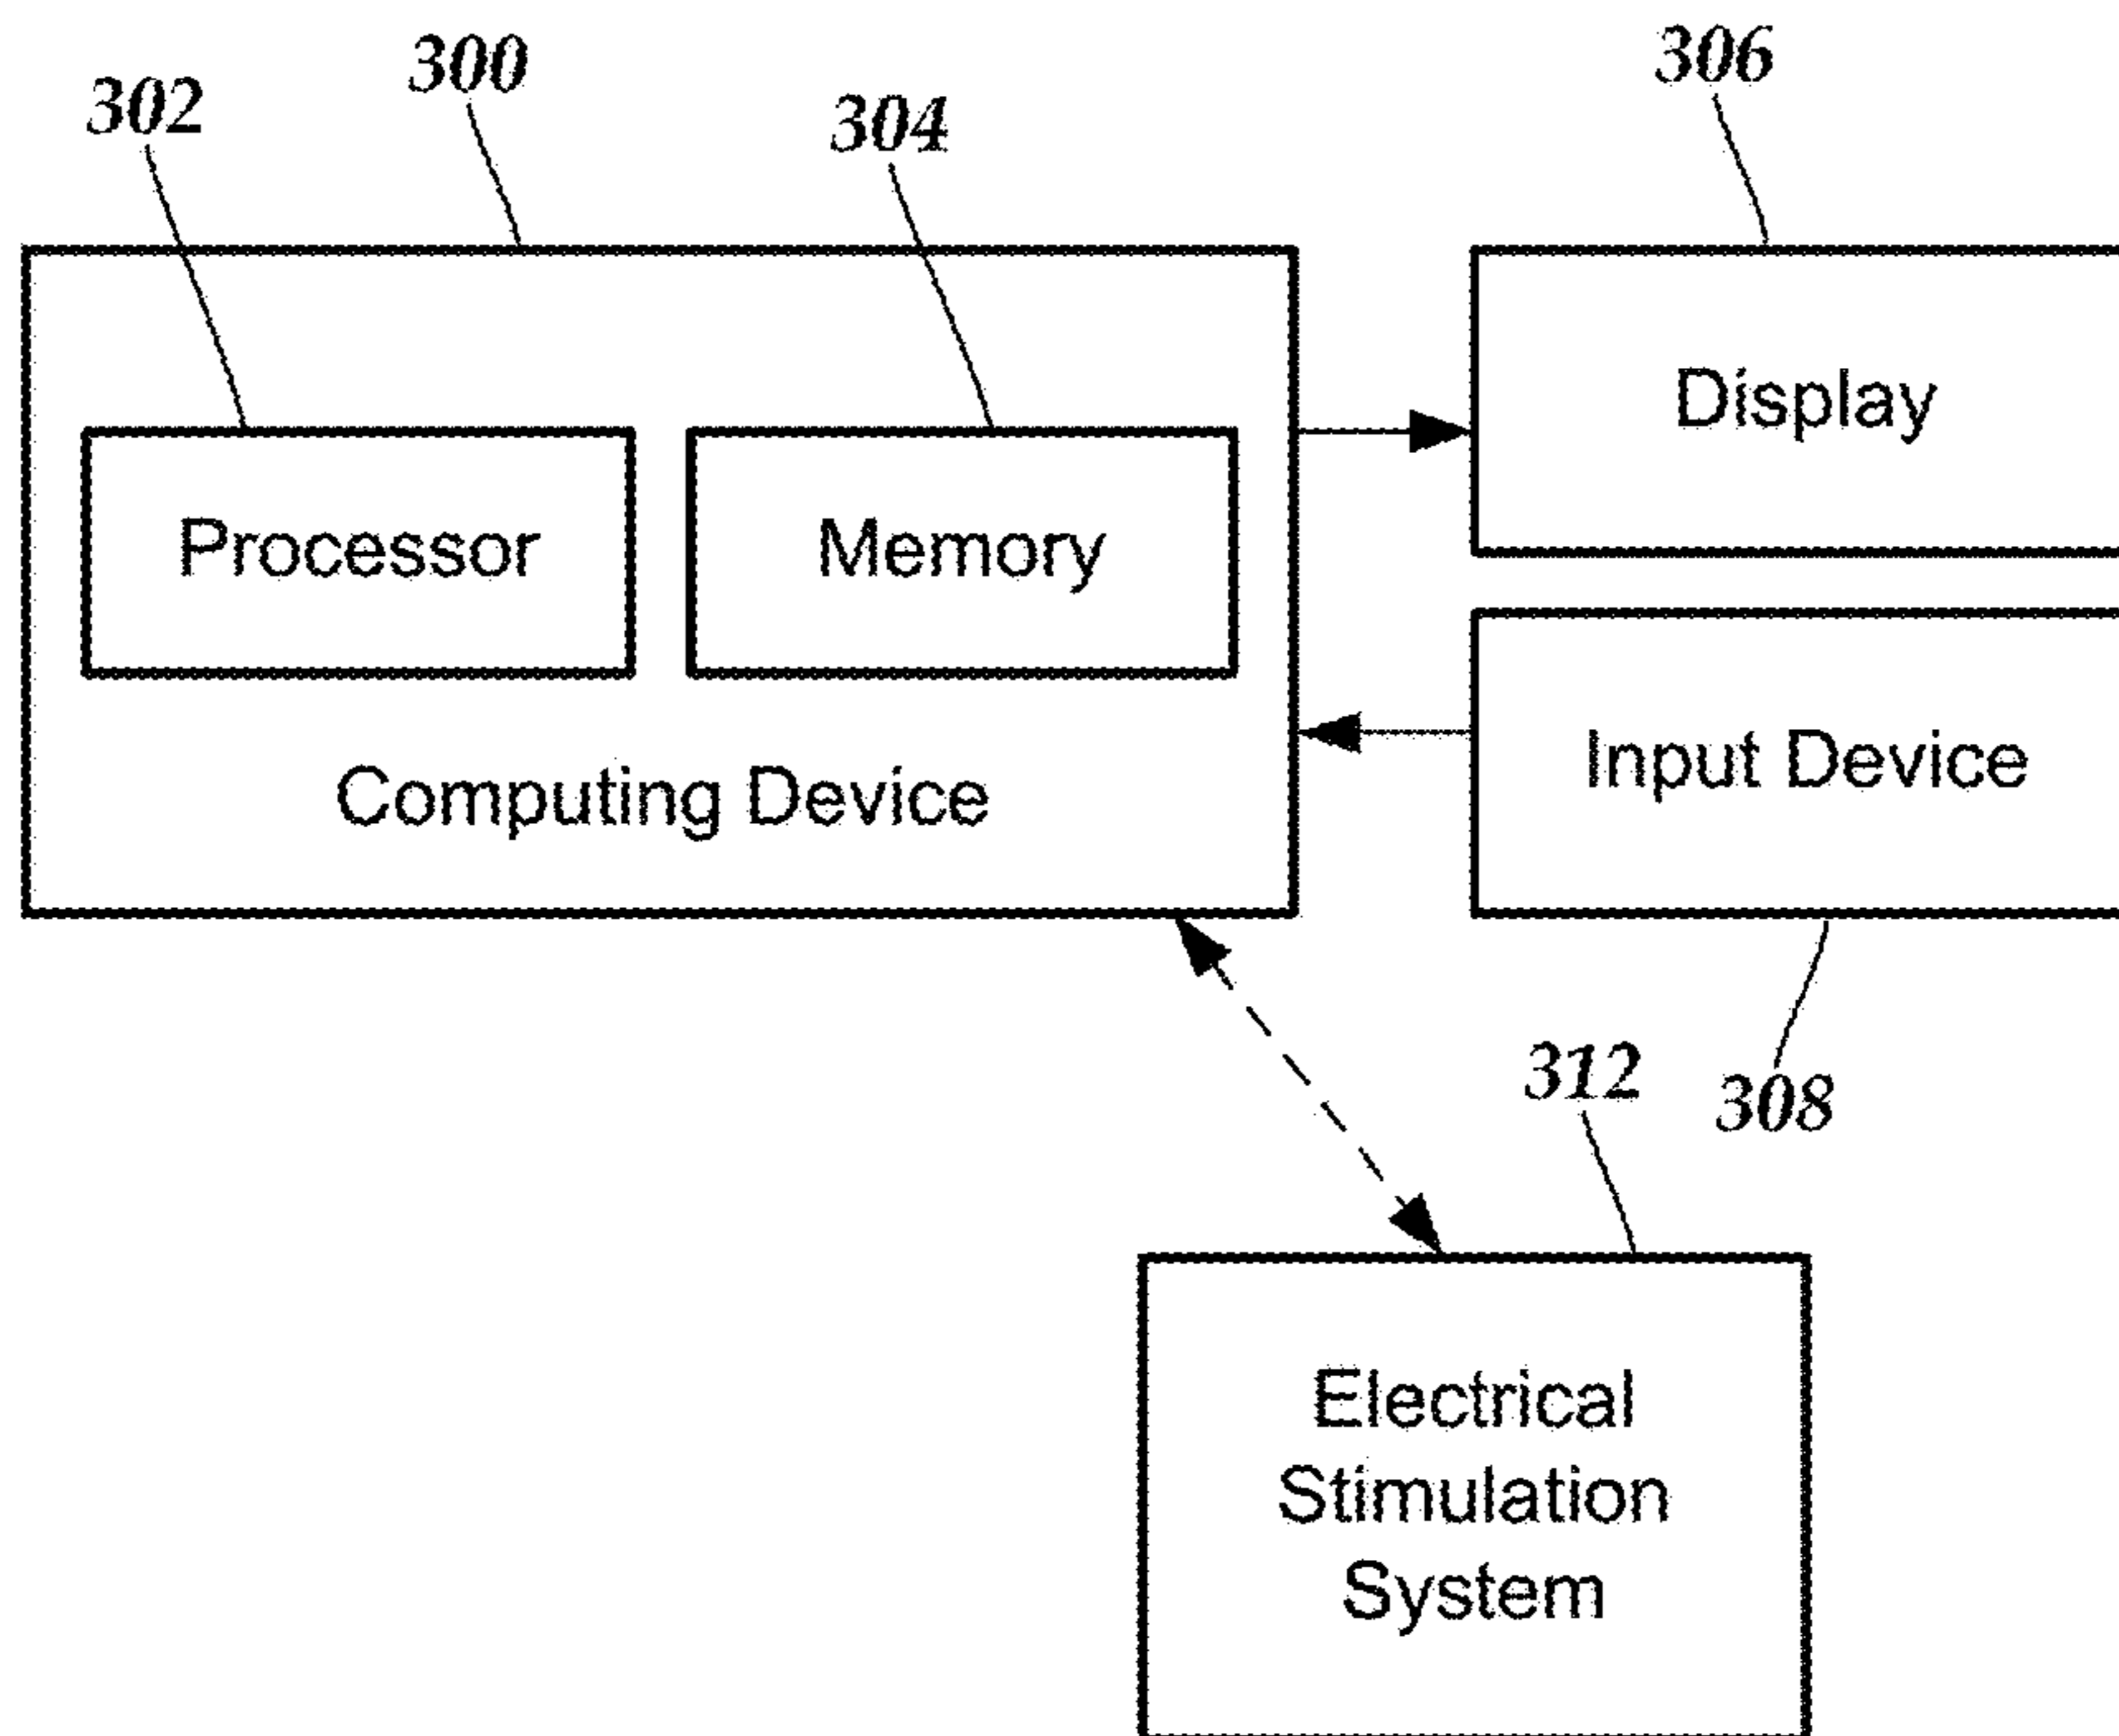 300
306
302
304
Display
Processor
Memory
Input Device
Computing Device
312
308
Electrical
Stimulation
System